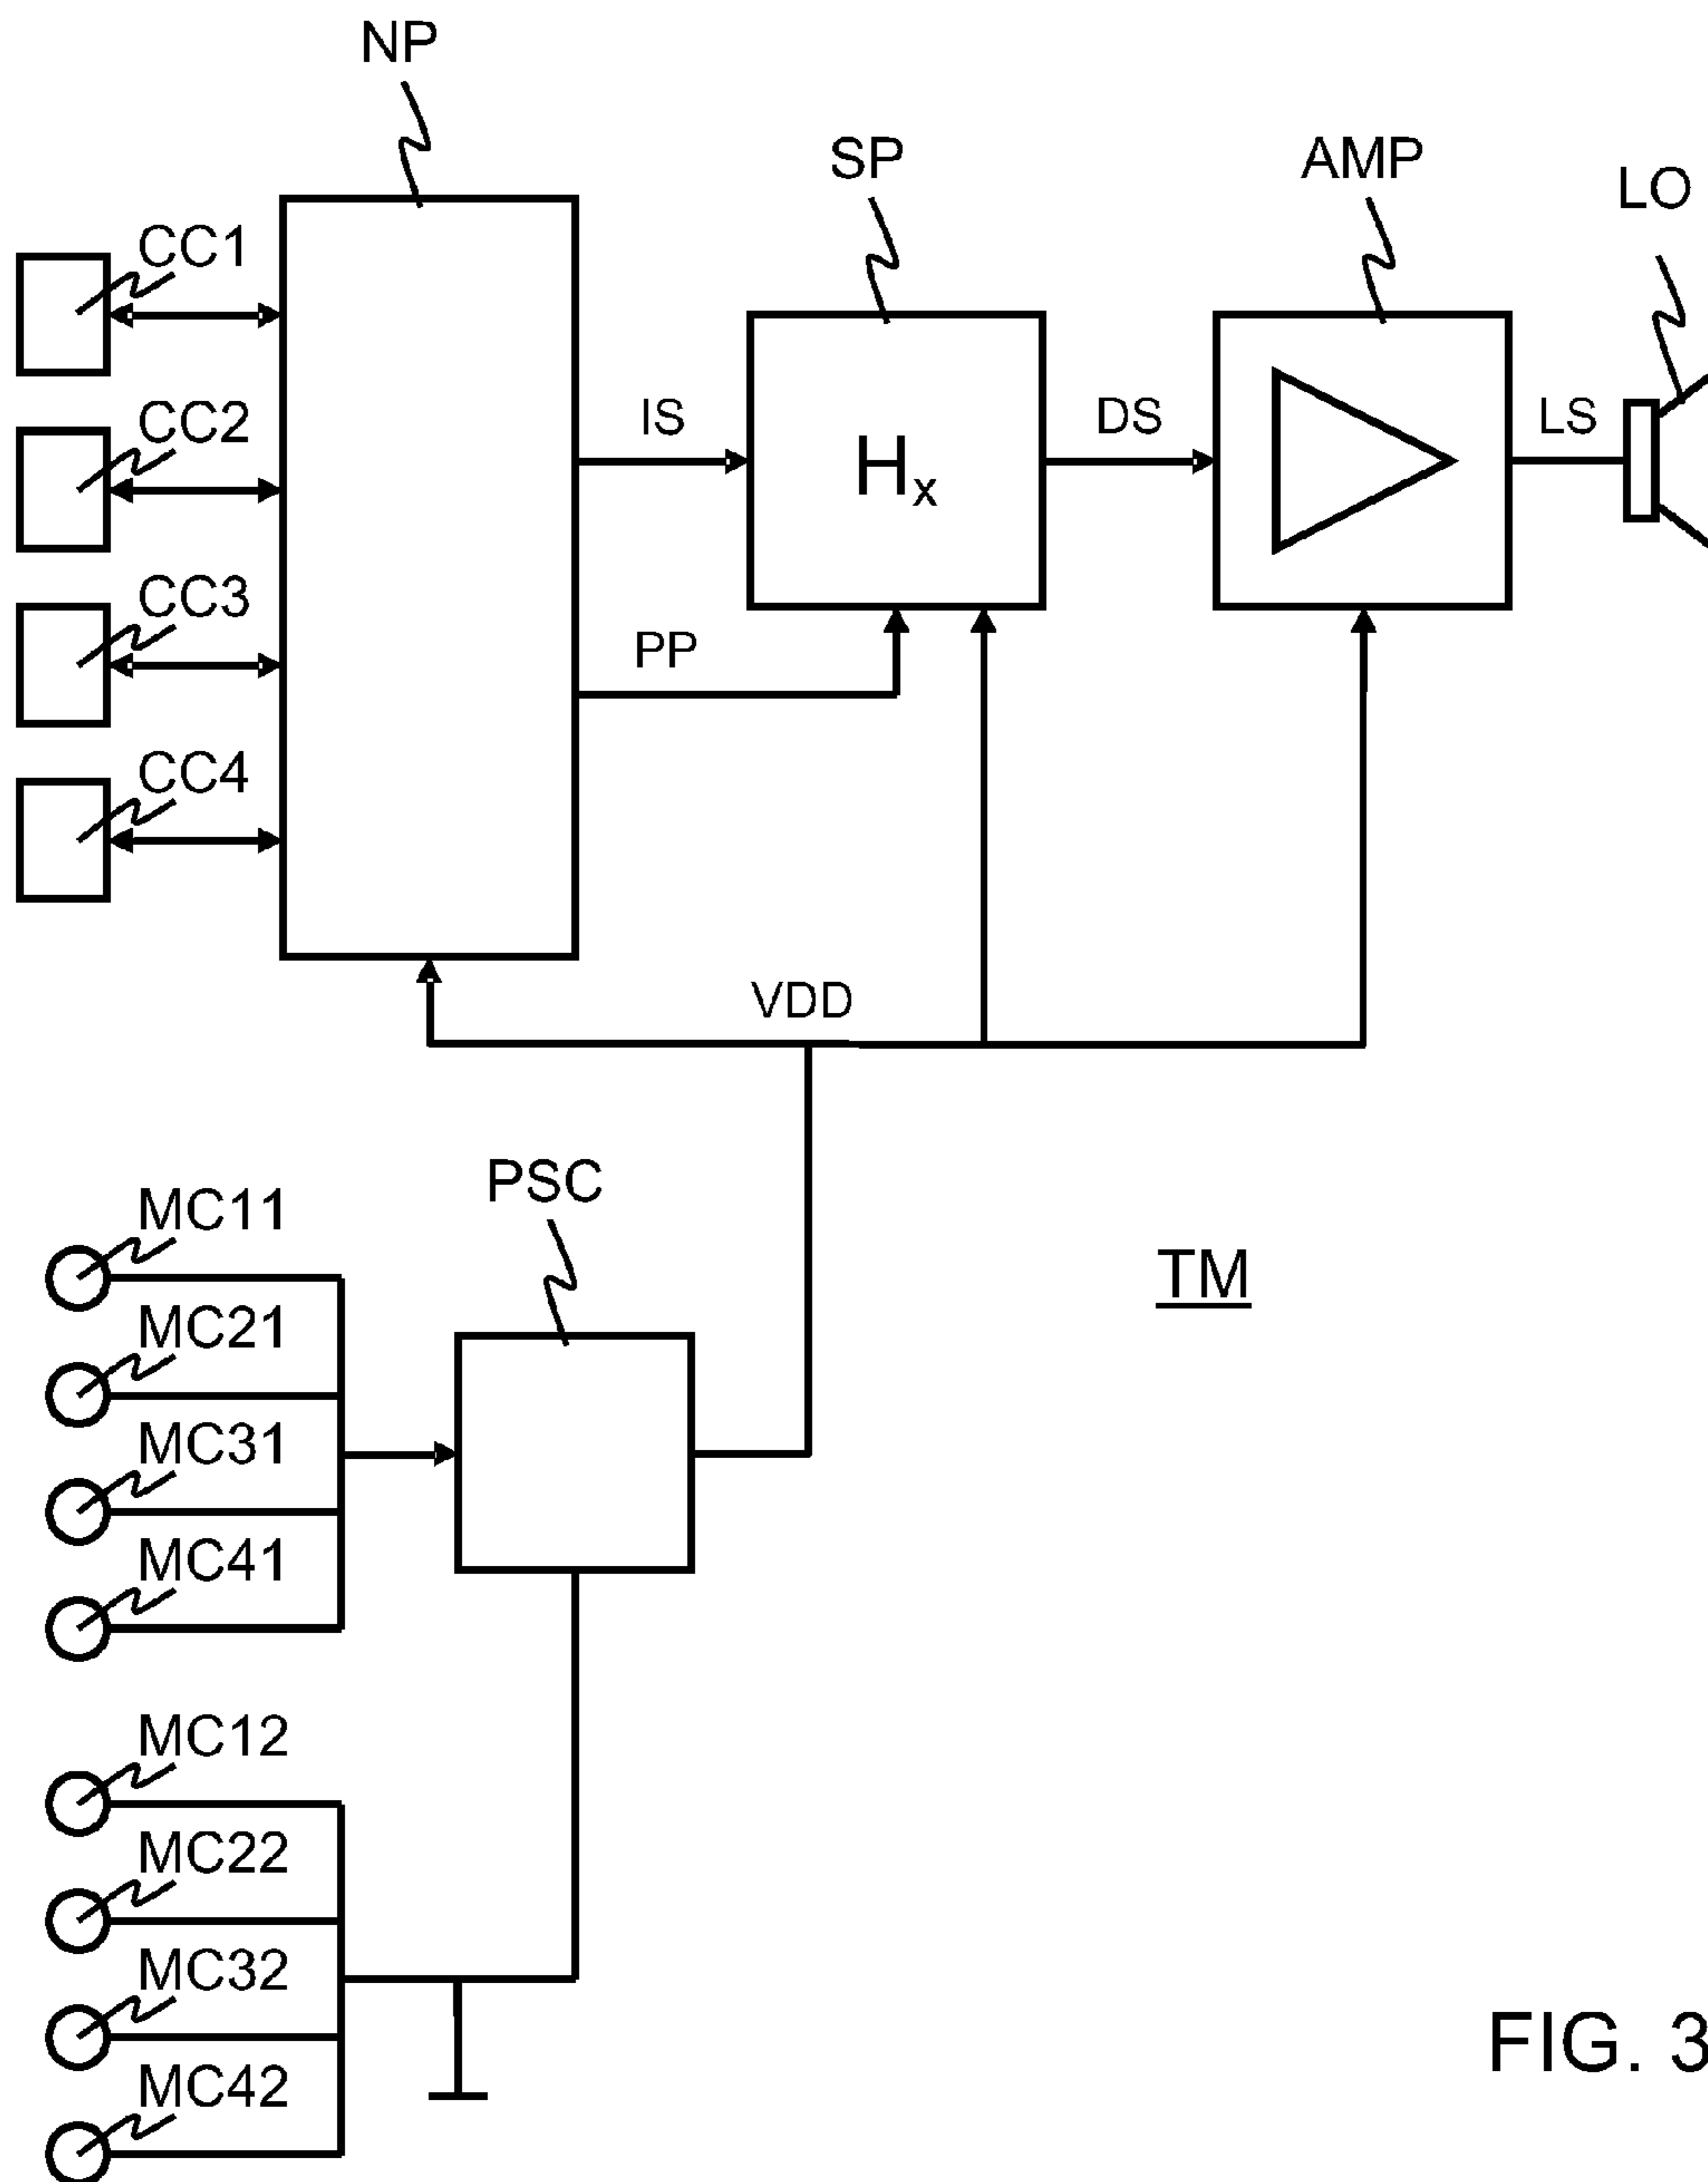 NP
SP
AMP
LO
CC1
CC2
IS
Hx
DS
LS
CC3
PP
CC4
VDD
PSC
MC11
TM
MC21
MC31
MC41
MC12
MC22
MC32
FIG. 3
MC42